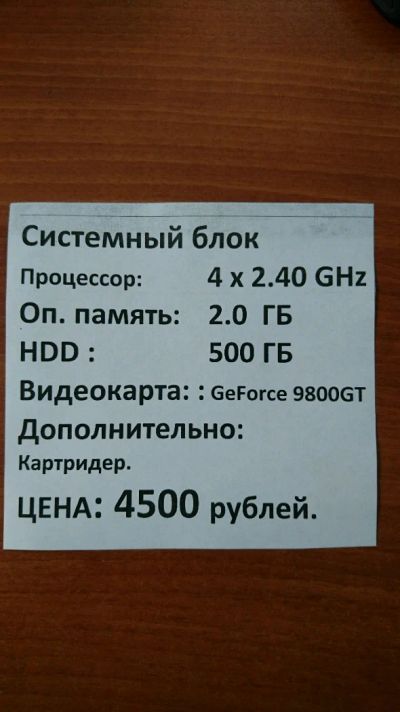 Системный блок
Процессор: 4 x 2.40 GHz
Оп. память: 2.0 ГБ
HDD : 500 ГБ
Видеокарта: : GeForce 9800GT
Дополнительно:
Картридер.
ЦЕНА: 4500 рублей.